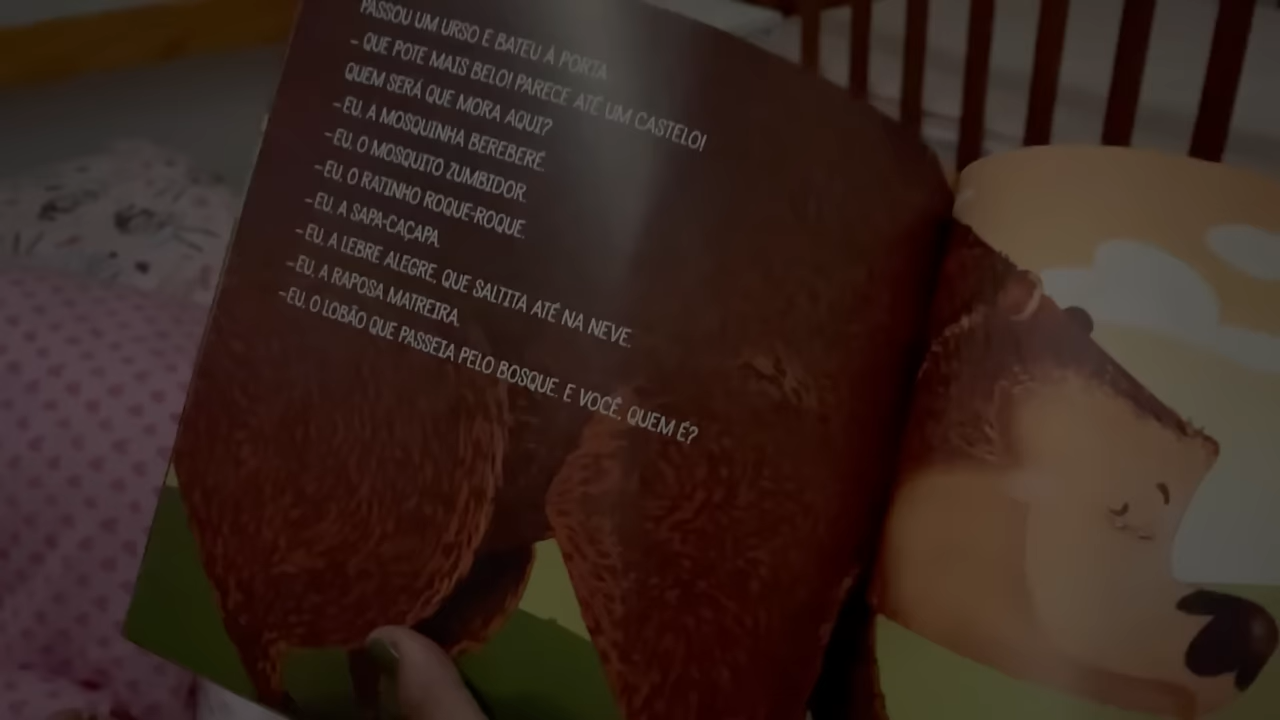 PASSOU UM URSO E BATEU À PORTA
– QUE POTE MAIS BELO! PARECE ATÉ UM CASTELO!
QUEM SERÁ QUE MORA AQUI?
– EU, A MOSQUINHA BEREBERÉ.
– EU, O MOSQUITO ZUMBIDOR.
– EU, O RATINHO ROQUE-ROQUE.
– EU, A SAPA-CAÇAPA.
– EU, A LEBRE ALEGRE, QUE SALTITA ATÉ NA NEVE.
– EU, A RAPOSA MATREIRA.
– EU, O LOBÃO QUE PASSEIA PELO BOSQUE. E VOCÊ, QUEM É?